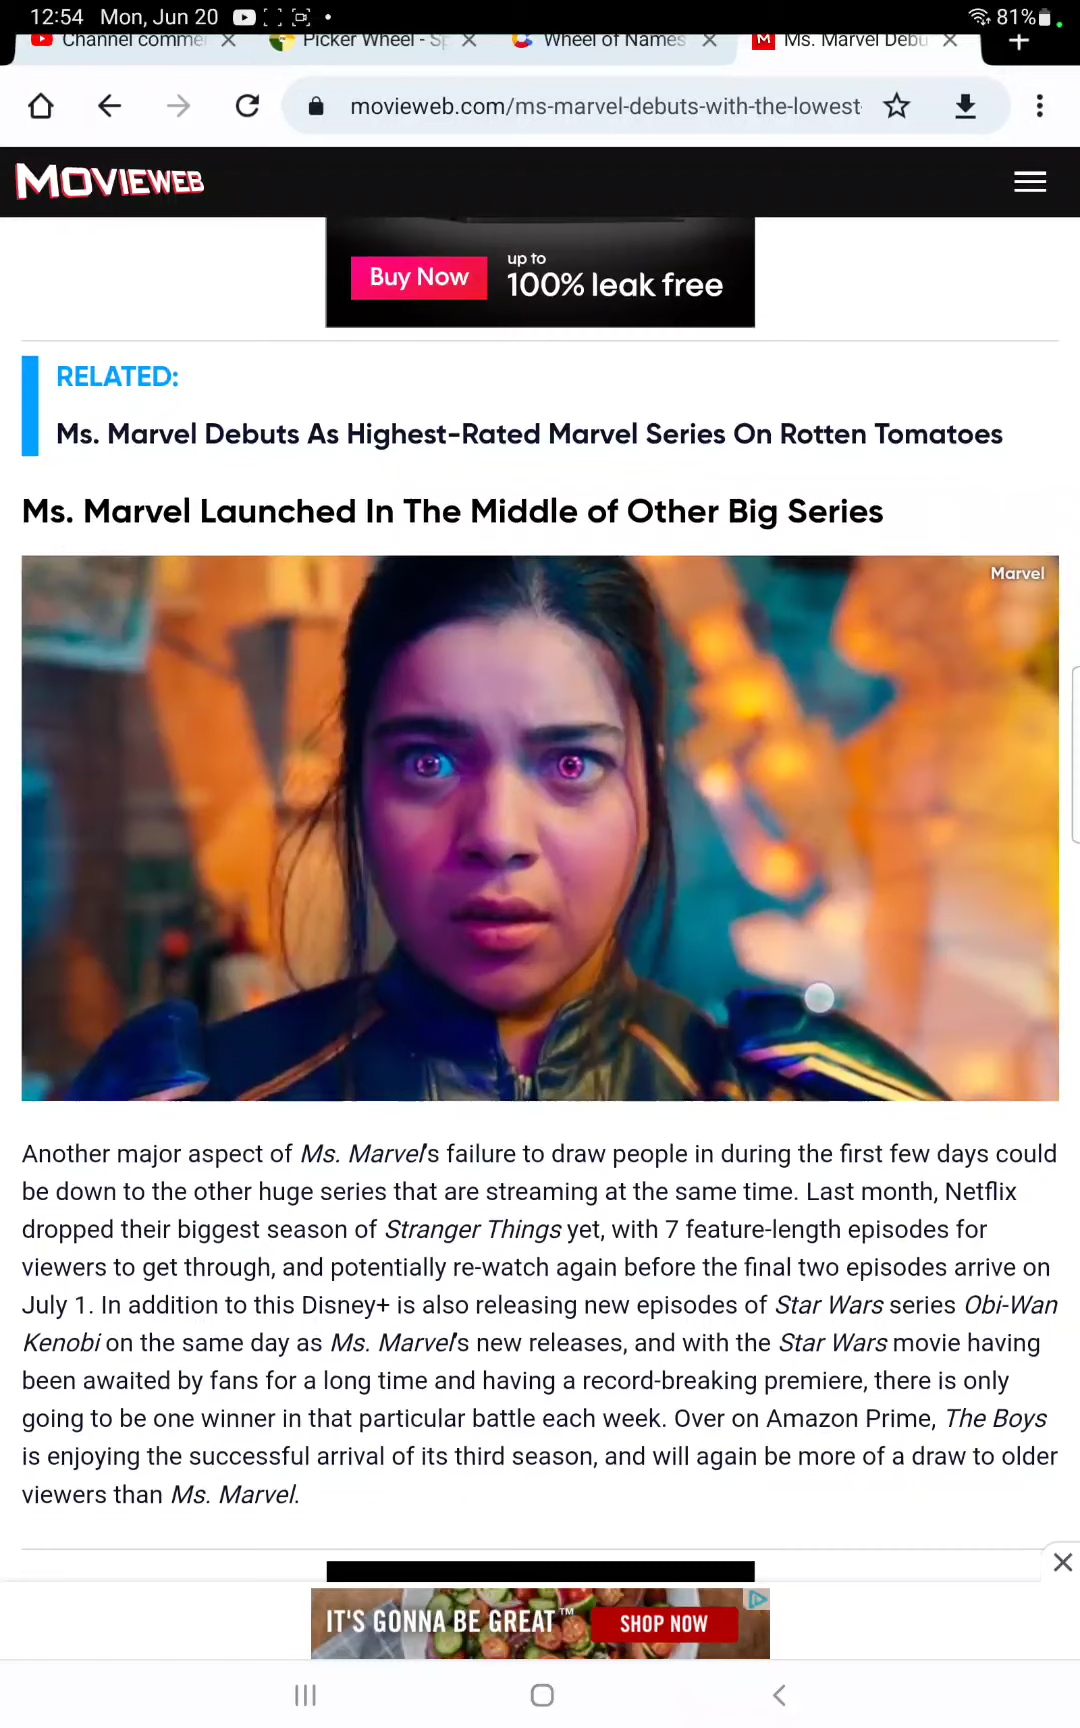 12:54 Mon, Jun 20 81%
Channel comme
Picker Wheel - Sp
Wheel of Names
Ms. Marvel Debu
movieweb.com/ms-marvel-debuts-with-the-lowest
MOVIEWEB
Buy Now
up to
100% leak free
RELATED:
Ms. Marvel Debuts As Highest-Rated Marvel Series On Rotten Tomatoes
Ms. Marvel Launched In The Middle of Other Big Series
Marvel
Another major aspect of Ms. Marvel's failure to draw people in during the first few days could
be down to the other huge series that are streaming at the same time. Last month, Netflix
dropped their biggest season of Stranger Things yet, with 7 feature-length episodes for
viewers to get through, and potentially re-watch again before the final two episodes arrive on
July 1. In addition to this Disney+ is also releasing new episodes of Star Wars series Obi-Wan
Kenobi on the same day as Ms. Marvel's new releases, and with the Star Wars movie having
been awaited by fans for a long time and having a record-breaking premiere, there is only
going to be one winner in that particular battle each week. Over on Amazon Prime, The Boys
is enjoying the successful arrival of its third season, and will again be more of a draw to older
viewers than Ms. Marvel.
IT'S GONNA BE GREAT™
SHOP NOW